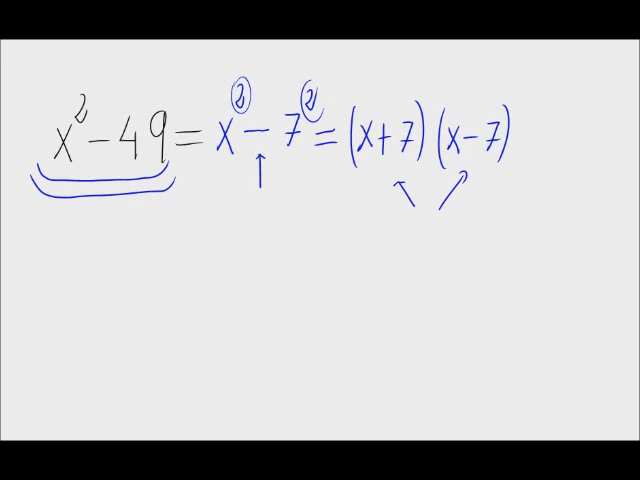 x² - 49 = x² - 7² = (x + 7) (x - 7)